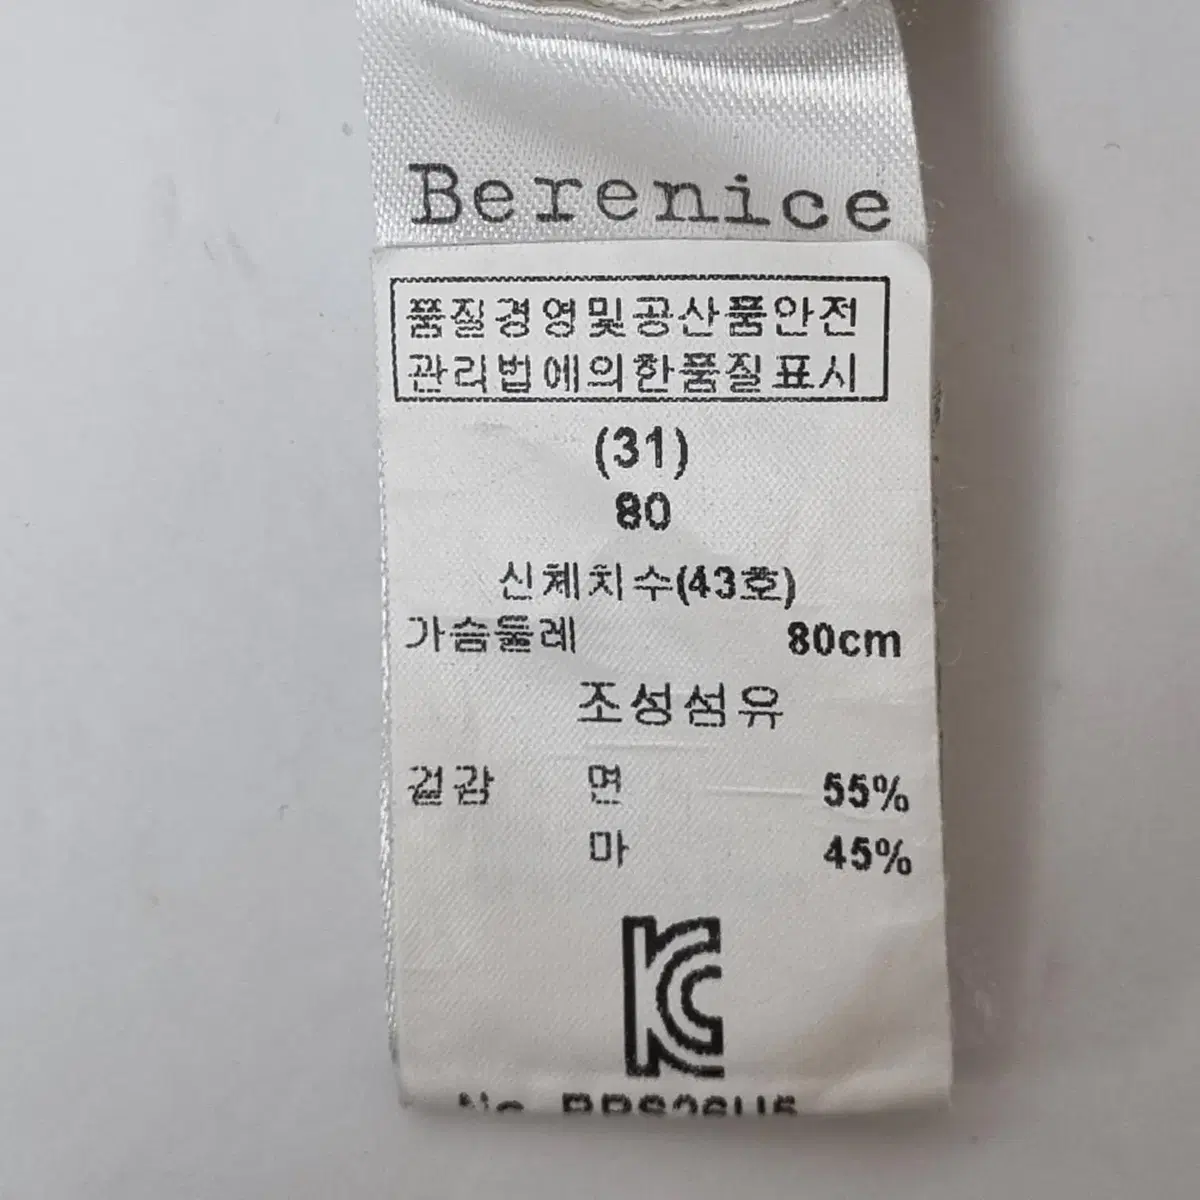 Berenice
품질경영및공산품안전
관리법에의한품질표시
(31)
80
신체치수(43호)
가슴둘레 80cm
조성섬유
겉감 면 55%
마 45%
KC
No.